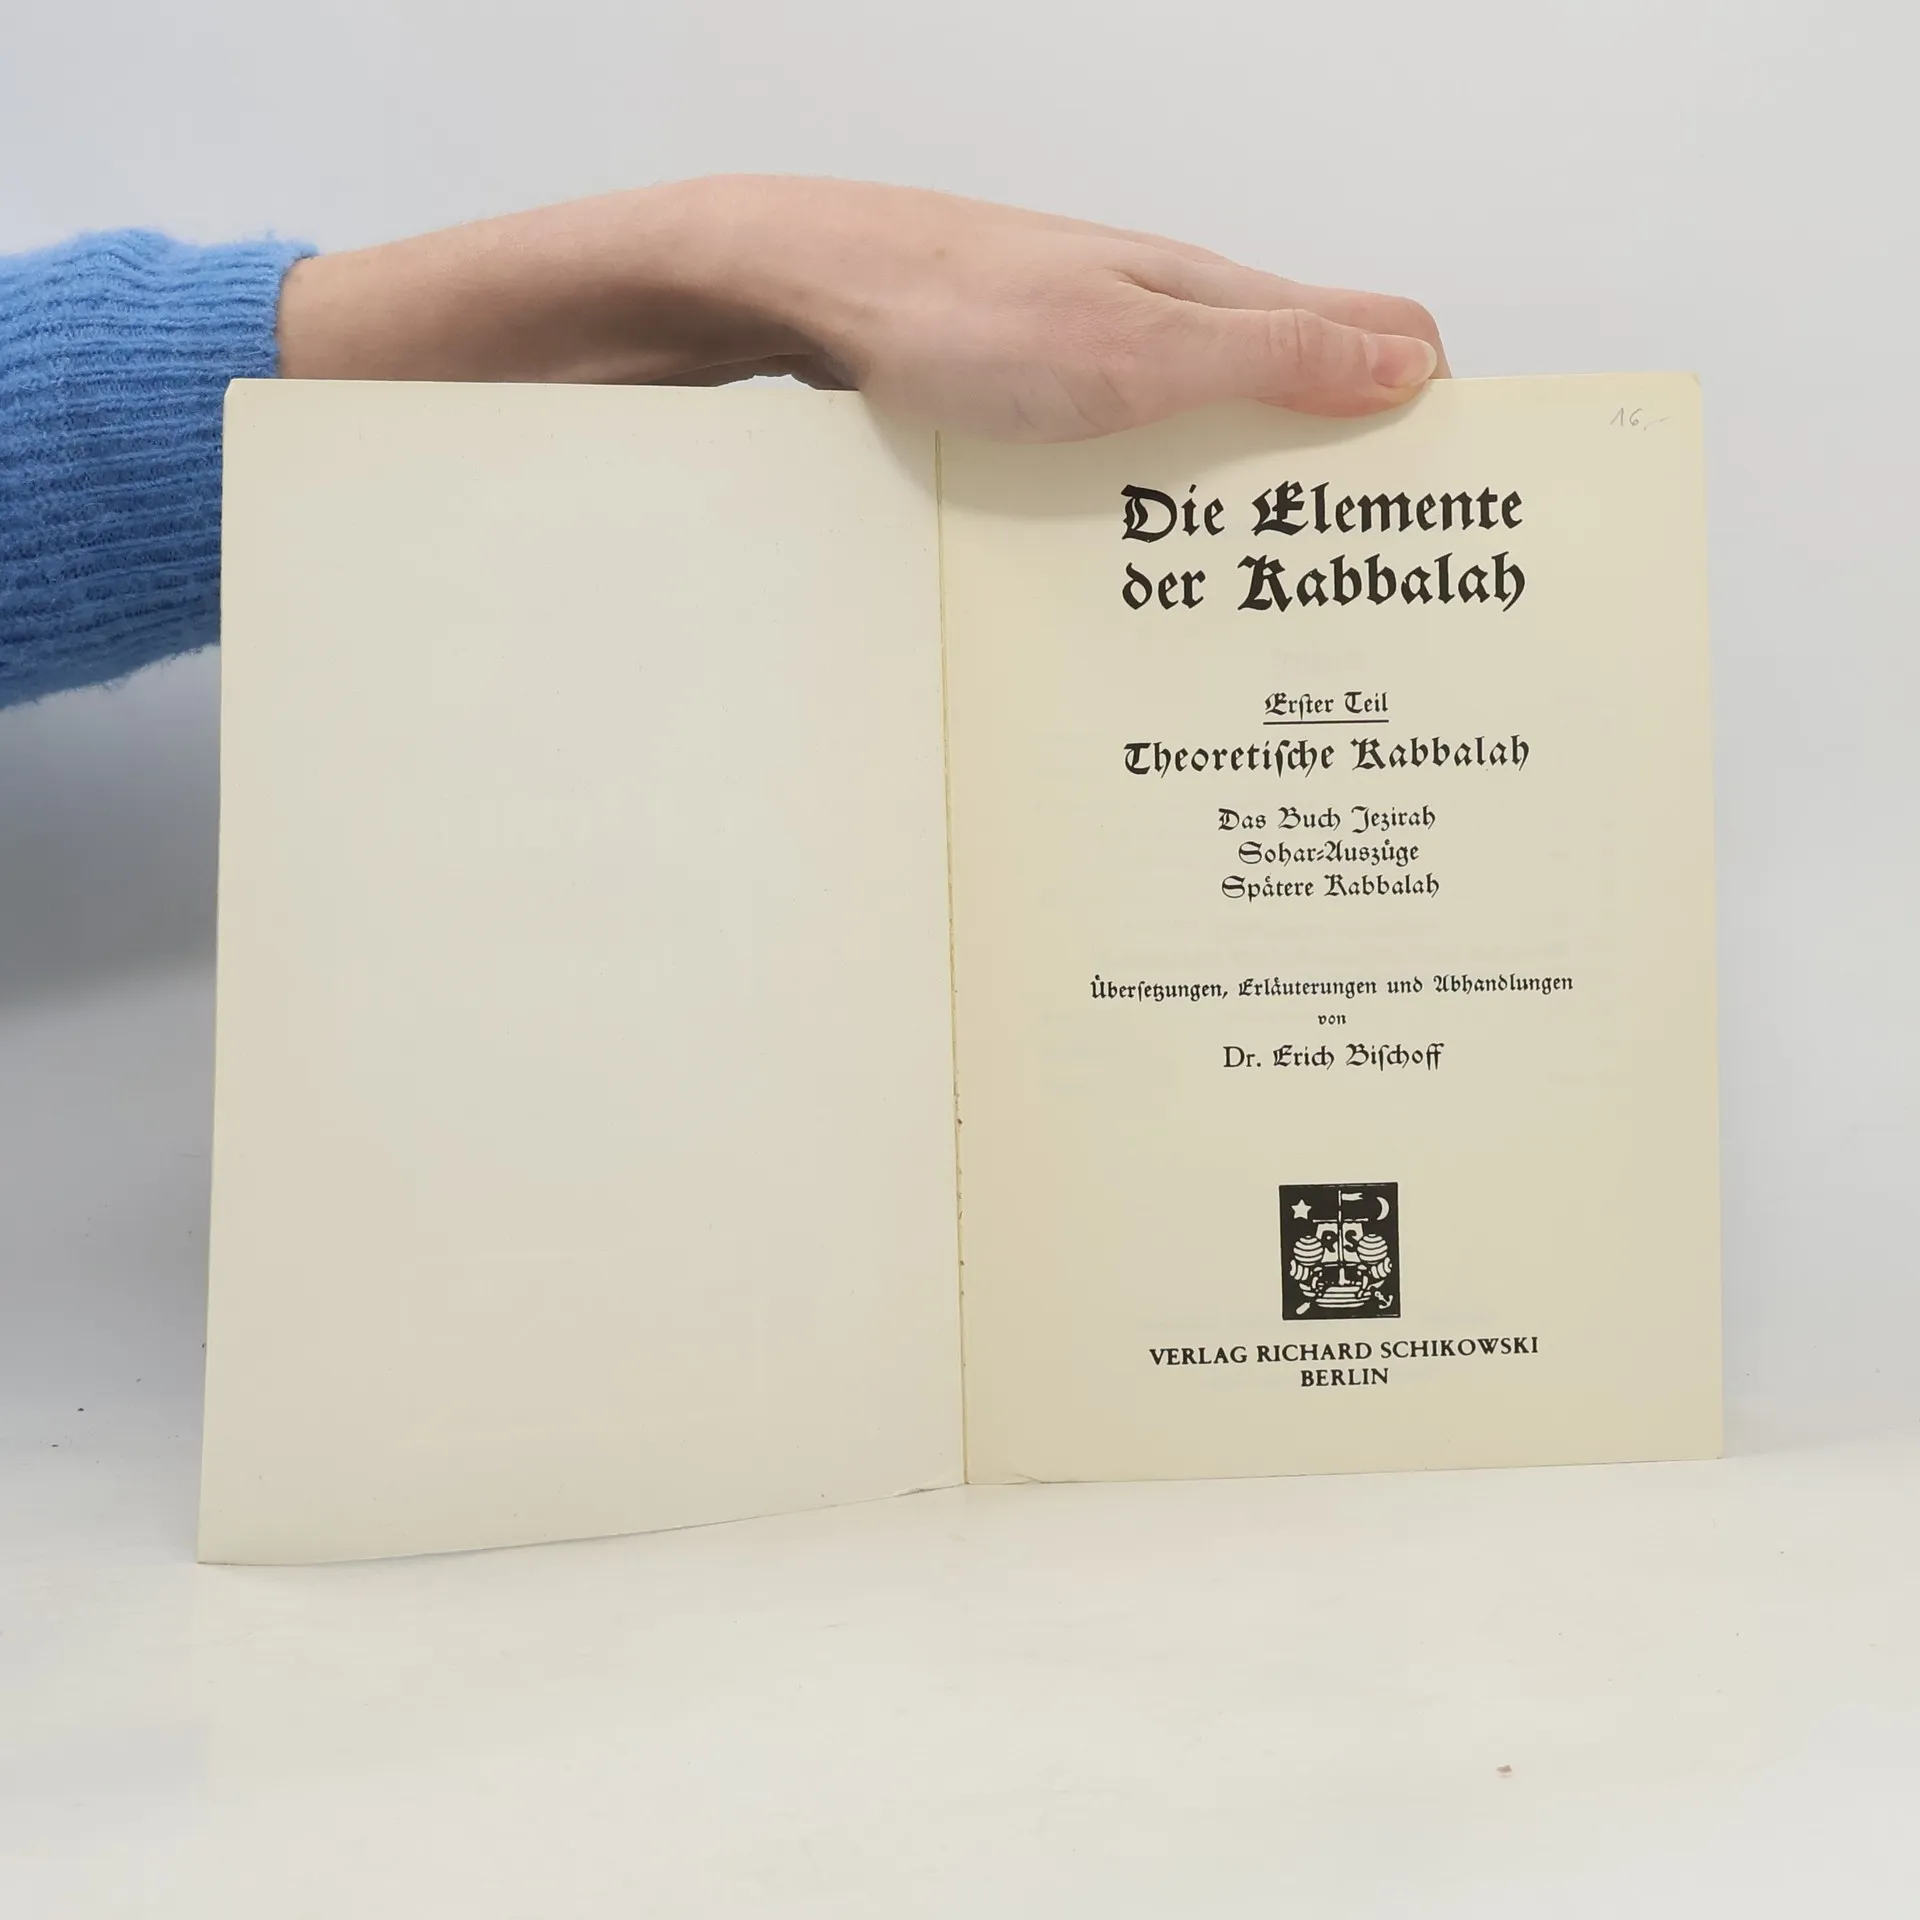 16,-
Die Elemente
der Kabbalah
Erſter Teil
Theoretiſche Kabbalah
Das Buch Jezirah
Sohar=Auszüge
Spätere Kabbalah
Überſetzungen, Erläuterungen und Abhandlungen
von
Dr. Erich Biſchoff
RS
VERLAG RICHARD SCHIKOWSKI
BERLIN